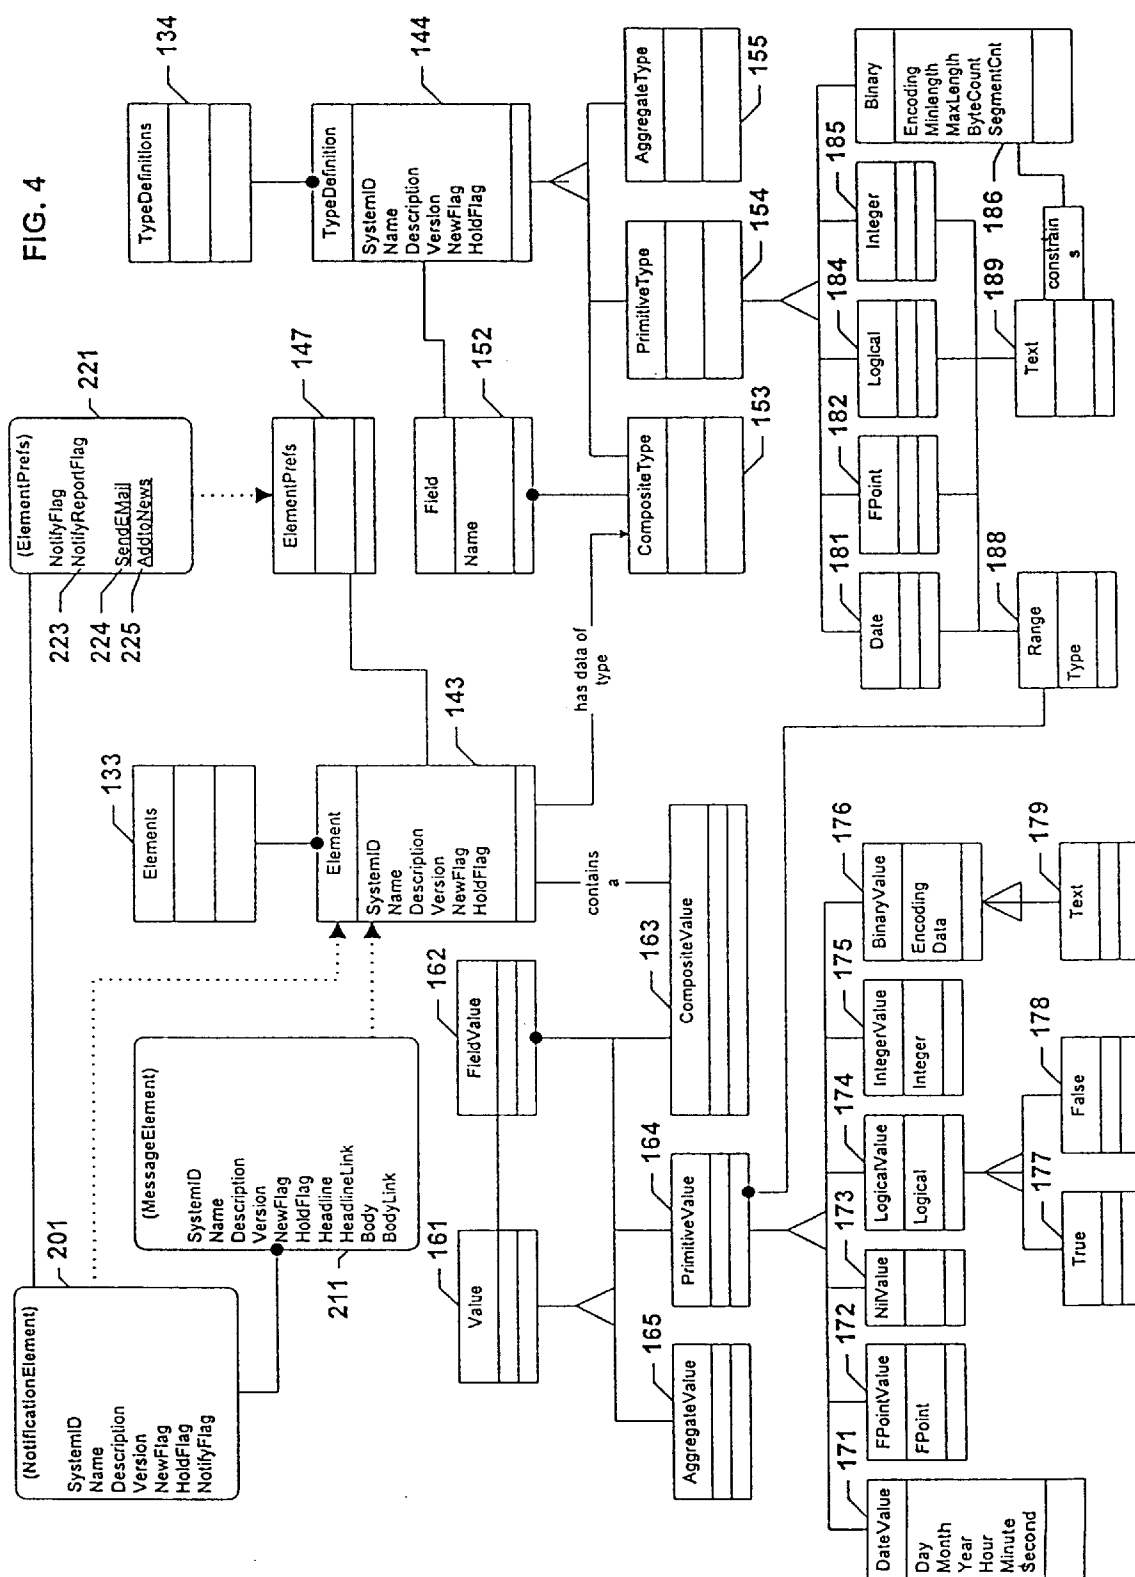 FIG. 4
(NotificationElement)
SystemID
Name
Description
Version
NewFlag
HoldFlag
NotifyFlag
201
(MessageElement)
SystemID
Name
Description
Version
NewFlag
HoldFlag
Headline
HeadlineLink
Body
BodyLink
211
Elements
133
Element
SystemID
Name
Description
Version
NewFlag
HoldFlag
143
(ElementPrefs)
NotifyFlag
NotifyReportFlag
SendEMail
AddtoNews
221
223
224
225
ElementPrefs
147
TypeDefinitions
134
TypeDefinition
SystemID
Name
Description
Version
NewFlag
HoldFlag
144
Field
Name
152
has data of
type
contains
a
CompositeType
153
PrimitiveType
154
AggregateType
155
Value
161
FieldValue
162
AggregateValue
165
PrimitiveValue
164
CompositeValue
163
DateValue
Day
Month
Year
Hour
Minute
Second
171
FPointValue
FPoint
172
NilValue
173
LogicalValue
Logical
174
IntegerValue
Integer
175
BinaryValue
Encoding
Data
176
True
177
False
178
Text
179
Date
181
FPoint
182
Logical
184
Integer
185
Binary
Encoding
Minlength
MaxLength
ByteCount
SegmentCnt
186
Range
Type
188
Text
189
constrain
s